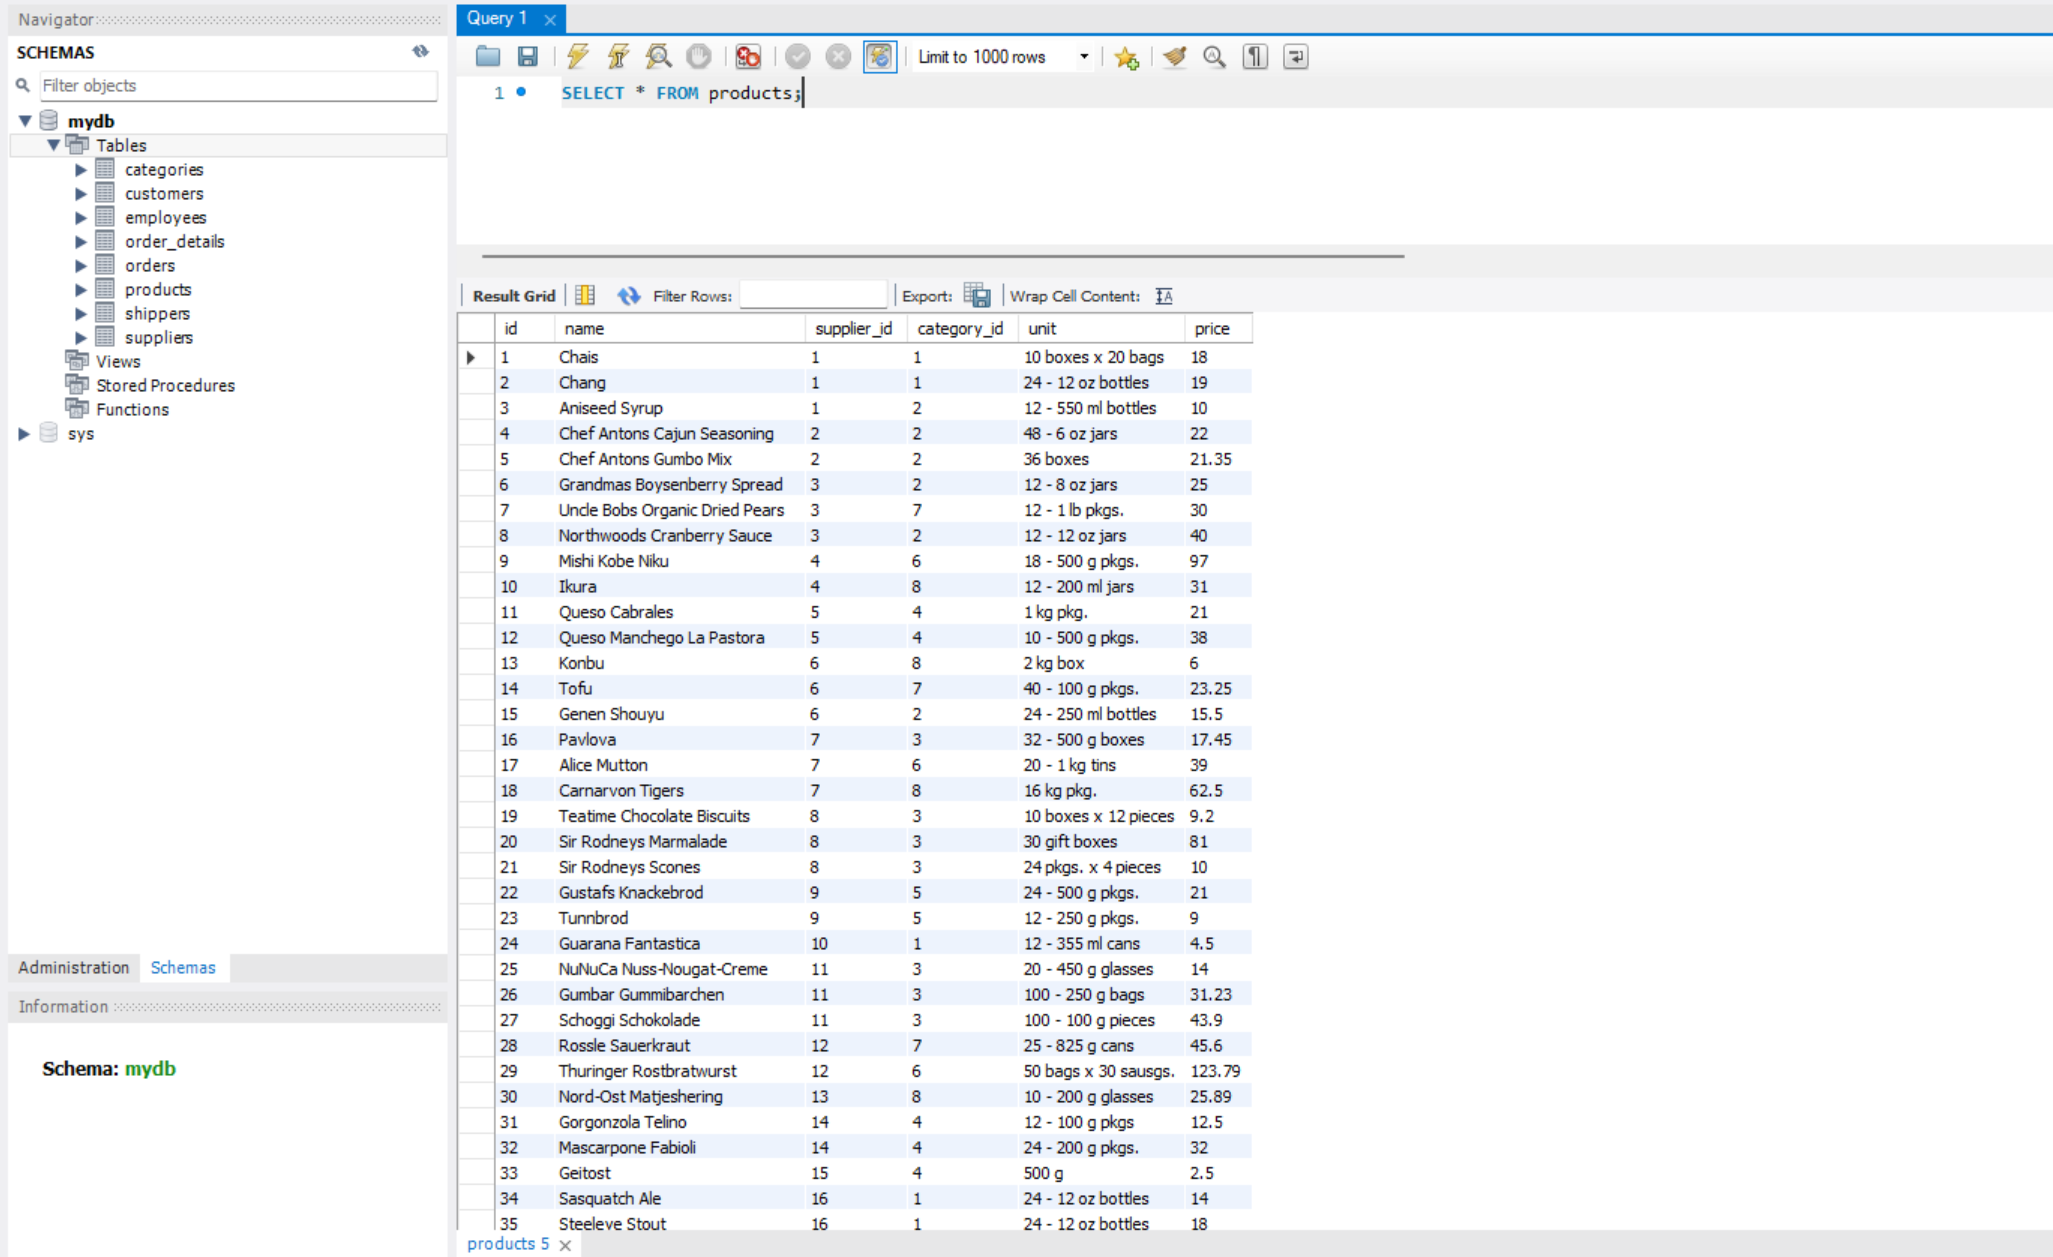 Navigator
SCHEMAS
Filter objects
mydb
Tables
categories
customers
employees
order_details
orders
products
shippers
suppliers
Views
Stored Procedures
Functions
sys
Administration Schemas
Information
Schema: mydb
Query 1
Limit to 1000 rows
1 SELECT * FROM products;
Result Grid Filter Rows: Export: Wrap Cell Content:
id name supplier_id category_id unit price
1 Chais 1 1 10 boxes x 20 bags 18
2 Chang 1 1 24 - 12 oz bottles 19
3 Aniseed Syrup 1 2 12 - 550 ml bottles 10
4 Chef Antons Cajun Seasoning 2 2 48 - 6 oz jars 22
5 Chef Antons Gumbo Mix 2 2 36 boxes 21.35
6 Grandmas Boysenberry Spread 3 2 12 - 8 oz jars 25
7 Uncle Bobs Organic Dried Pears 3 7 12 - 1 lb pkgs. 30
8 Northwoods Cranberry Sauce 3 2 12 - 12 oz jars 40
9 Mishi Kobe Niku 4 6 18 - 500 g pkgs. 97
10 Ikura 4 8 12 - 200 ml jars 31
11 Queso Cabrales 5 4 1 kg pkg. 21
12 Queso Manchego La Pastora 5 4 10 - 500 g pkgs. 38
13 Konbu 6 8 2 kg box 6
14 Tofu 6 7 40 - 100 g pkgs. 23.25
15 Genen Shouyu 6 2 24 - 250 ml bottles 15.5
16 Pavlova 7 3 32 - 500 g boxes 17.45
17 Alice Mutton 7 6 20 - 1 kg tins 39
18 Carnarvon Tigers 7 8 16 kg pkg. 62.5
19 Teatime Chocolate Biscuits 8 3 10 boxes x 12 pieces 9.2
20 Sir Rodneys Marmalade 8 3 30 gift boxes 81
21 Sir Rodneys Scones 8 3 24 pkgs. x 4 pieces 10
22 Gustafs Knackebrod 9 5 24 - 500 g pkgs. 21
23 Tunnbrod 9 5 12 - 250 g pkgs. 9
24 Guarana Fantastica 10 1 12 - 355 ml cans 4.5
25 NuNuCa Nuss-Nougat-Creme 11 3 20 - 450 g glasses 14
26 Gumbar Gummibarchen 11 3 100 - 250 g bags 31.23
27 Schoggi Schokolade 11 3 100 - 100 g pieces 43.9
28 Rossle Sauerkraut 12 7 25 - 825 g cans 45.6
29 Thuringer Rostbratwurst 12 6 50 bags x 30 sausgs. 123.79
30 Nord-Ost Matjeshering 13 8 10 - 200 g glasses 25.89
31 Gorgonzola Telino 14 4 12 - 100 g pkgs 12.5
32 Mascarpone Fabioli 14 4 24 - 200 g pkgs. 32
33 Geitost 15 4 500 g 2.5
34 Sasquatch Ale 16 1 24 - 12 oz bottles 14
35 Steeleye Stout 16 1 24 - 12 oz bottles 18
products 5